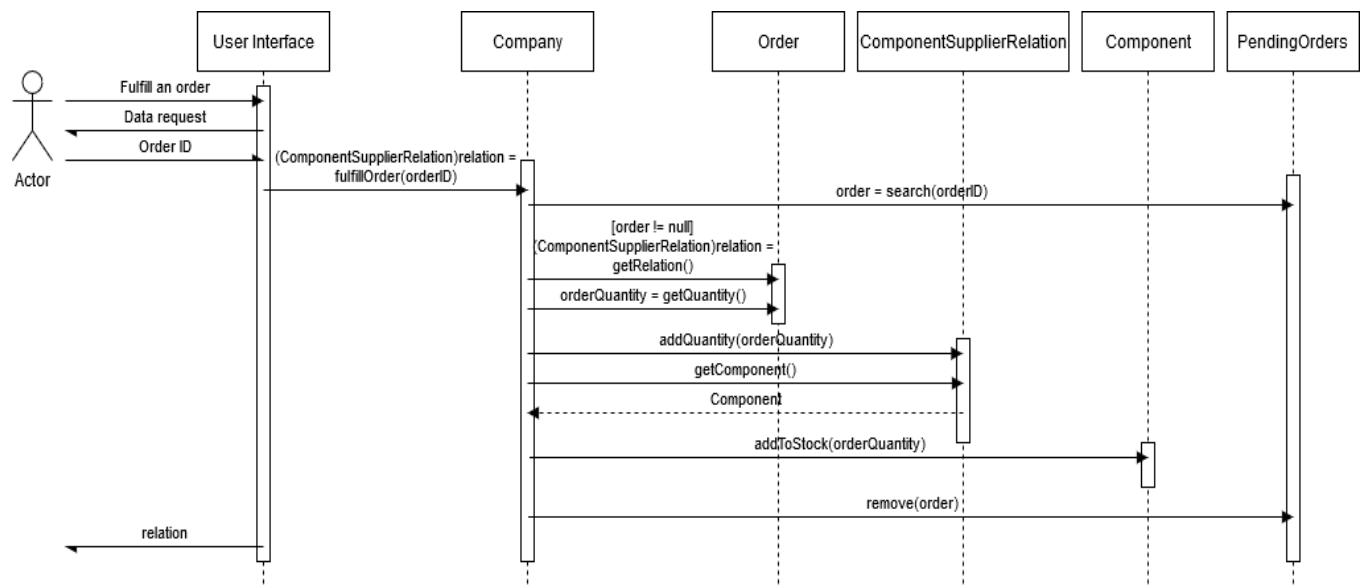 User Interface
Company
Order
ComponentSupplierRelation
Component
PendingOrders
Fulfill an order
Data request
Order ID
Actor
(ComponentSupplierRelation)relation =
fulfillOrder(orderID)
order = search(orderID)
[order != null]
(ComponentSupplierRelation)relation =
getRelation()
orderQuantity = getQuantity()
addQuantity(orderQuantity)
getComponent()
Component
addToStock(orderQuantity)
remove(order)
relation